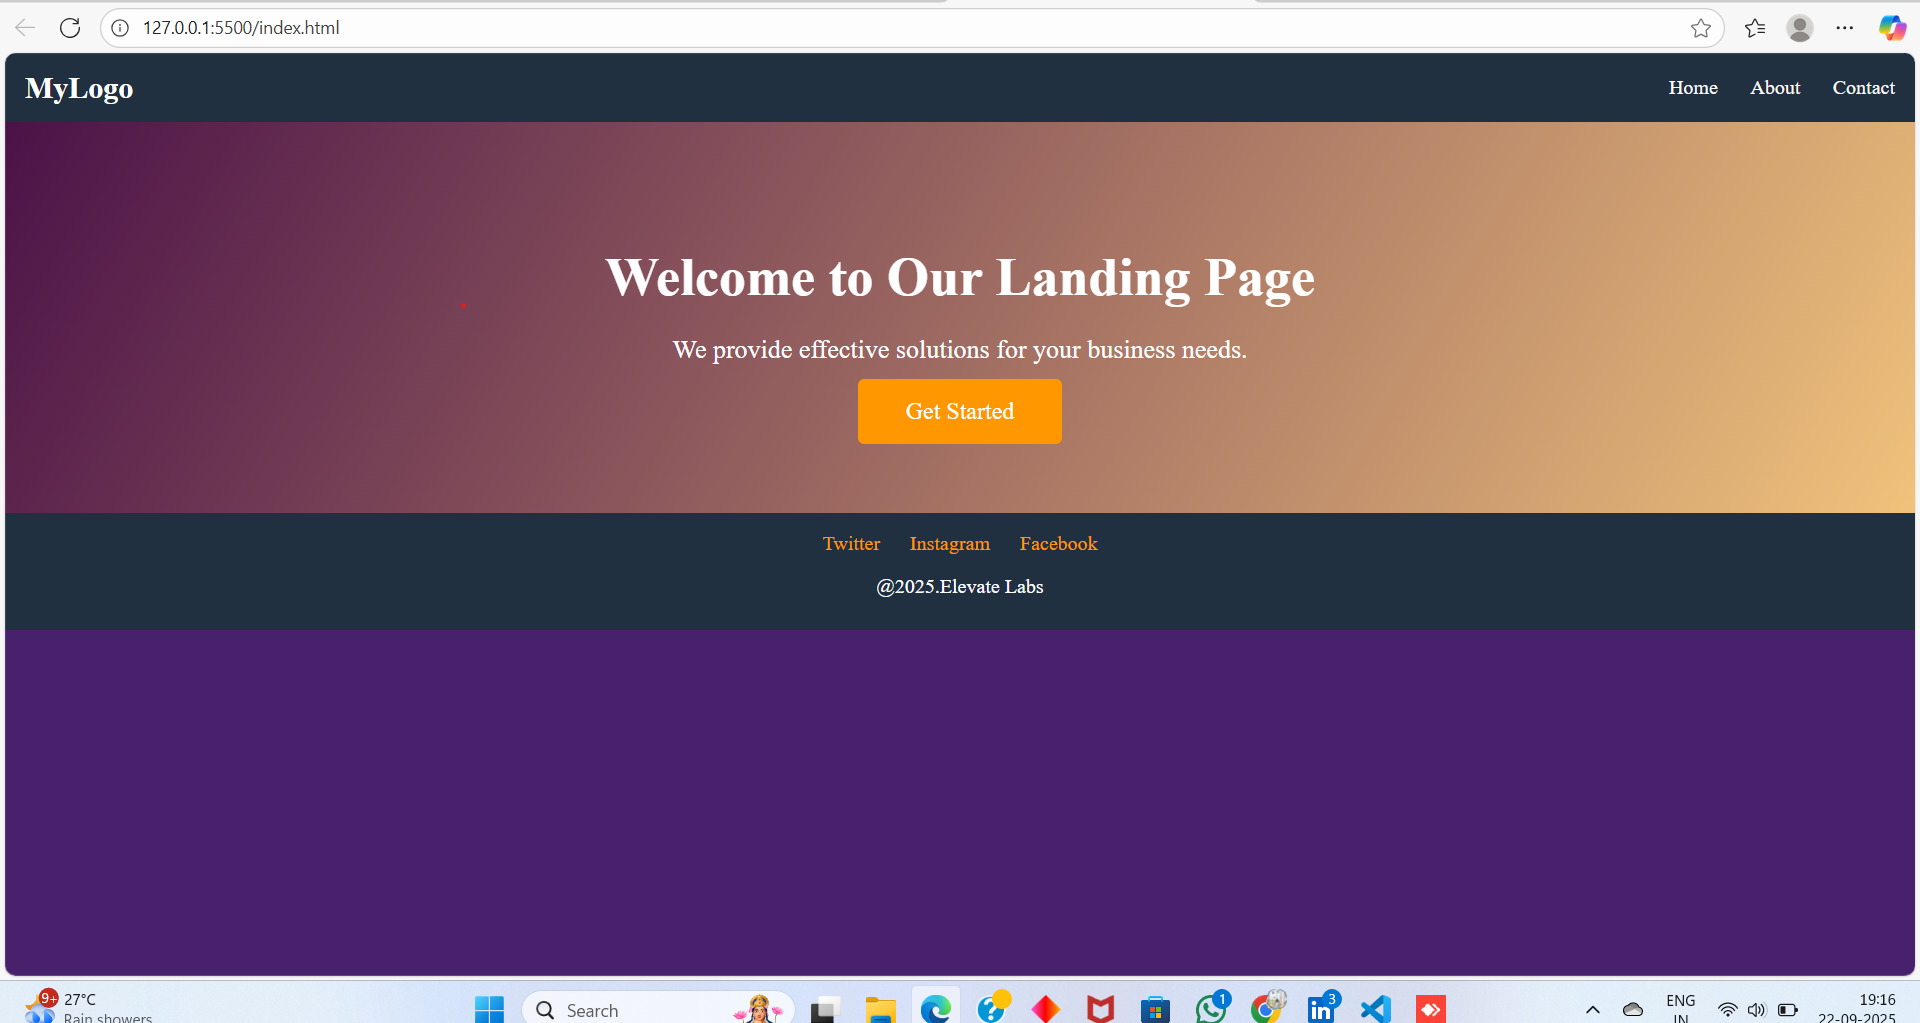 127.0.0.1:5500/index.html
MyLogo
Home About Contact
Welcome to Our Landing Page
We provide effective solutions for your business needs.
Get Started
Twitter Instagram Facebook
@2025.Elevate Labs
9+ 27°C
Rain showers
Search
1
3
ENG
IN
19:16
22-09-2025